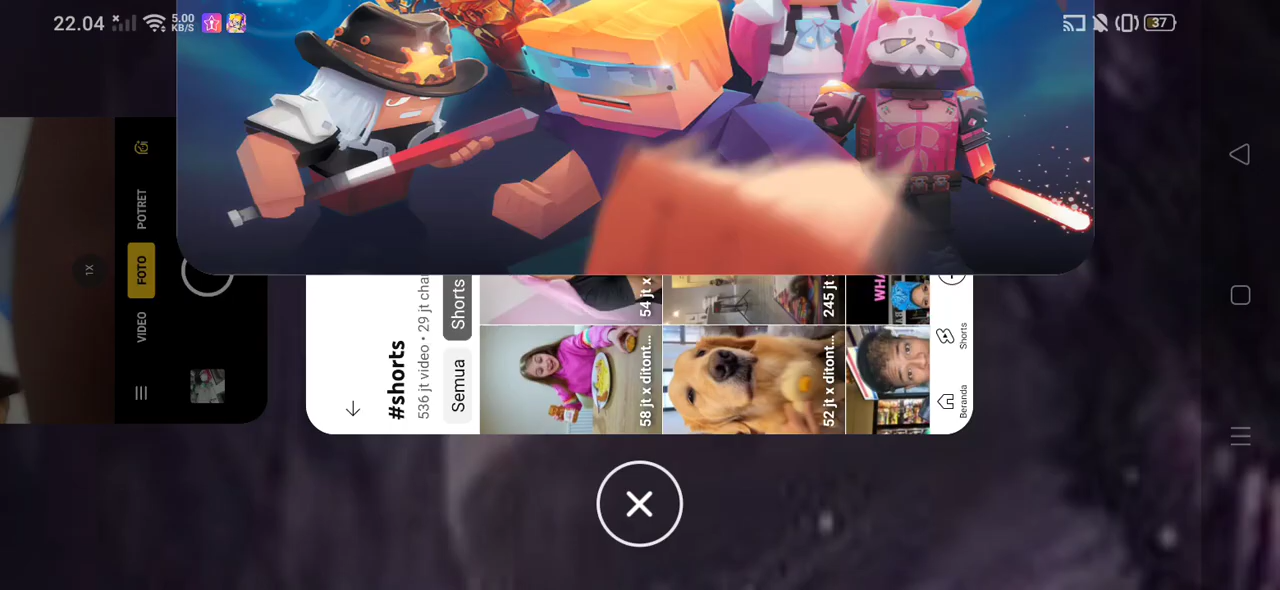 22.04
5.00
KB/S
37
POTRET
FOTO
VIDEO
1X
#shorts
536 jt video • 29 jt cha
Shorts
Semua
54 jt x
245 jt
58 jt x ditont...
52 jt x ditont...
WHA
Shorts
Beranda